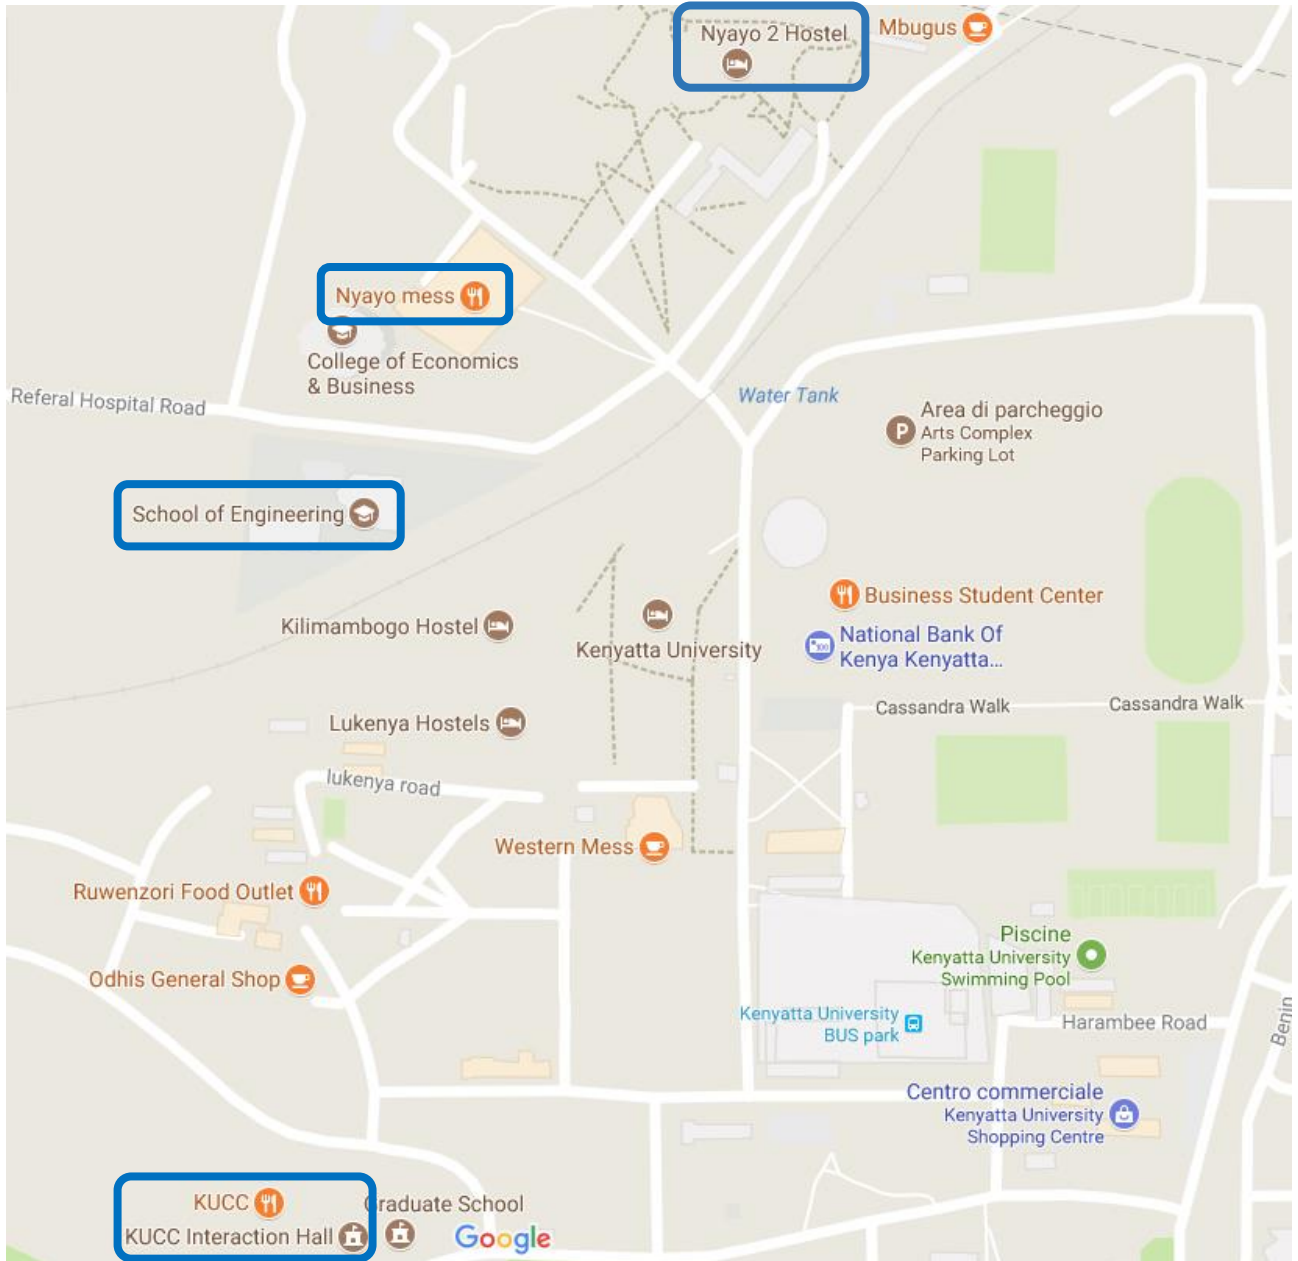 Nyayo 2 Hostel
Mbugus
Nyayo mess
College of Economics
& Business
Referal Hospital Road
Water Tank
Area di parcheggio
Arts Complex
Parking Lot
School of Engineering
Business Student Center
Kilimambogo Hostel
Kenyatta University
National Bank Of
Kenya Kenyatta...
Cassandra Walk
Cassandra Walk
Lukenya Hostels
lukenya road
Western Mess
Ruwenzori Food Outlet
Piscine
Kenyatta University
Swimming Pool
Odhis General Shop
Kenyatta University
BUS park
Harambee Road
Benin
Centro commerciale
Kenyatta University
Shopping Centre
KUCC
KUCC Interaction Hall
Graduate School
Google